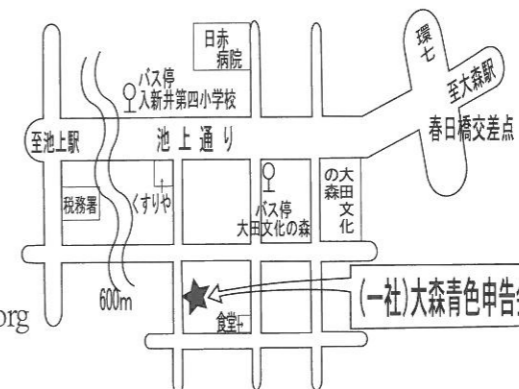 日赤
病院
環七
至大森駅
バス停
入新井第四小学校
春日橋交差点
至池上駅
池上通り
税務署
くすりや
バス停
大田文化の森
大田文化
の森
600m
(一社)大森青色申告会
食堂
org